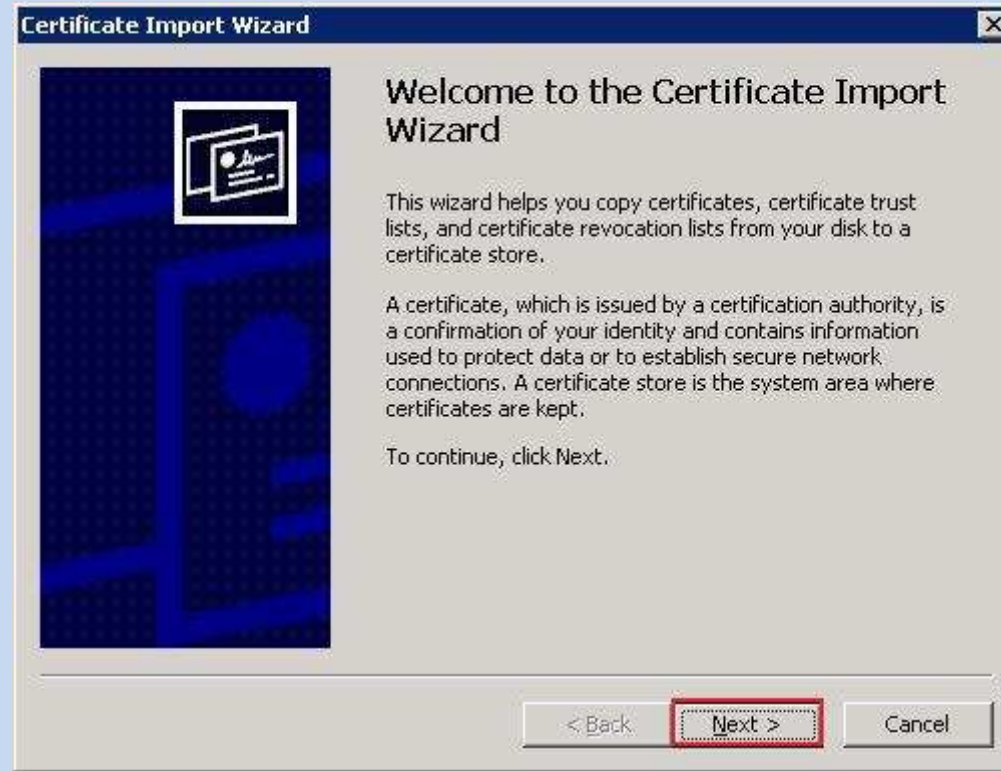 Certificate Import Wizard
Welcome to the Certificate Import
Wizard
This wizard helps you copy certificates, certificate trust
lists, and certificate revocation lists from your disk to a
certificate store.
A certificate, which is issued by a certification authority, is
a confirmation of your identity and contains information
used to protect data or to establish secure network
connections. A certificate store is the system area where
certificates are kept.
To continue, click Next.
< Back Next > Cancel